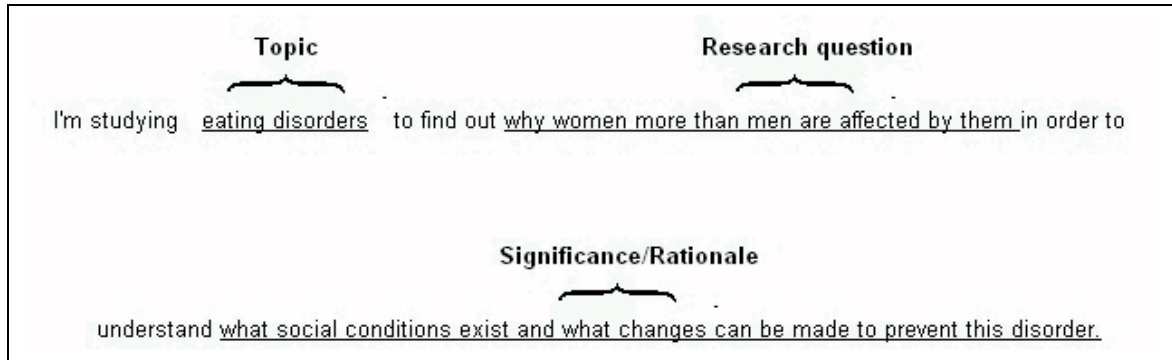 Topic Research question
I'm studying eating disorders to find out why women more than men are affected by them in order to
Significance/Rationale
understand what social conditions exist and what changes can be made to prevent this disorder.